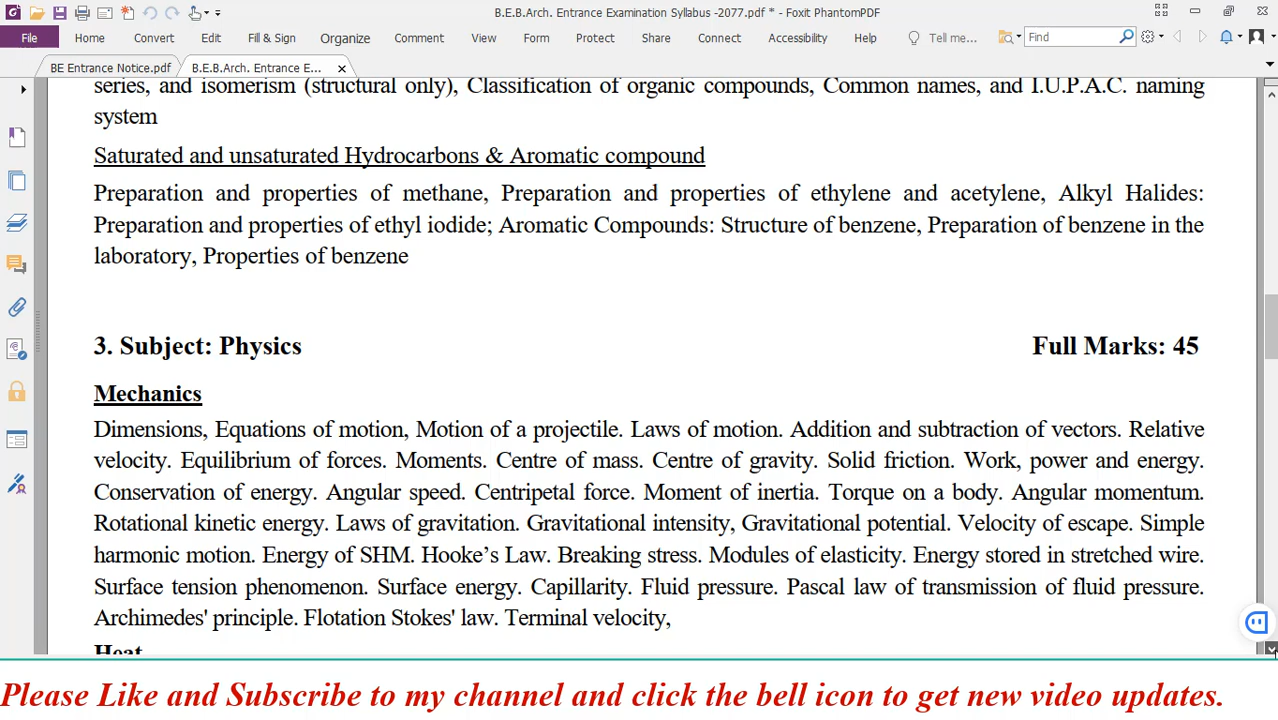 B.E.B.Arch. Entrance Examination Syllabus -2077.pdf * - Foxit PhantomPDF
File Home Convert Edit Fill & Sign Organize Comment View Form Protect Share Connect Accessibility Help Tell me... Find
BE Entrance Notice.pdf B.E.B.Arch. Entrance E...
series, and isomerism (structural only), Classification of organic compounds, Common names, and I.U.P.A.C. naming
system
Saturated and unsaturated Hydrocarbons & Aromatic compound
Preparation and properties of methane, Preparation and properties of ethylene and acetylene, Alkyl Halides:
Preparation and properties of ethyl iodide; Aromatic Compounds: Structure of benzene, Preparation of benzene in the
laboratory, Properties of benzene
3. Subject: Physics Full Marks: 45
Mechanics
Dimensions, Equations of motion, Motion of a projectile. Laws of motion. Addition and subtraction of vectors. Relative
velocity. Equilibrium of forces. Moments. Centre of mass. Centre of gravity. Solid friction. Work, power and energy.
Conservation of energy. Angular speed. Centripetal force. Moment of inertia. Torque on a body. Angular momentum.
Rotational kinetic energy. Laws of gravitation. Gravitational intensity, Gravitational potential. Velocity of escape. Simple
harmonic motion. Energy of SHM. Hooke’s Law. Breaking stress. Modules of elasticity. Energy stored in stretched wire.
Surface tension phenomenon. Surface energy. Capillarity. Fluid pressure. Pascal law of transmission of fluid pressure.
Archimedes' principle. Flotation Stokes' law. Terminal velocity,
Heat
Please Like and Subscribe to my channel and click the bell icon to get new video updates.